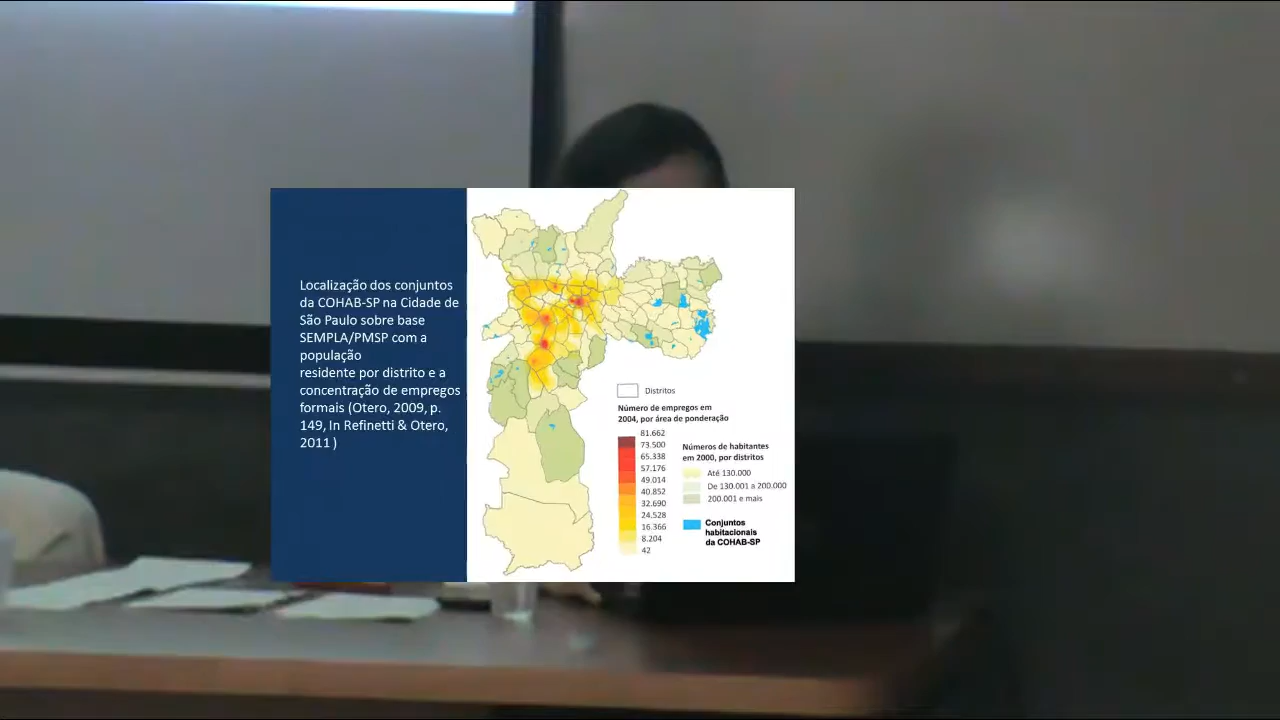 Localização dos conjuntos
da COHAB-SP na Cidade de
São Paulo sobre base
SEMPLA/PMSP com a
população
residente por distrito e a
concentração de empregos
formais (Otero, 2009, p.
149, In Refinetti & Otero,
2011 )
Distritos
Número de empregos em
2004, por área de ponderação
81.662
73.500
65.338
57.176
49.014
40.852
32.690
24.528
16.366
8.204
42
Números de habitantes
em 2000, por distritos
Até 130.000
De 130.001 a 200.000
200.001 e mais
Conjuntos
habitacionais
da COHAB-SP